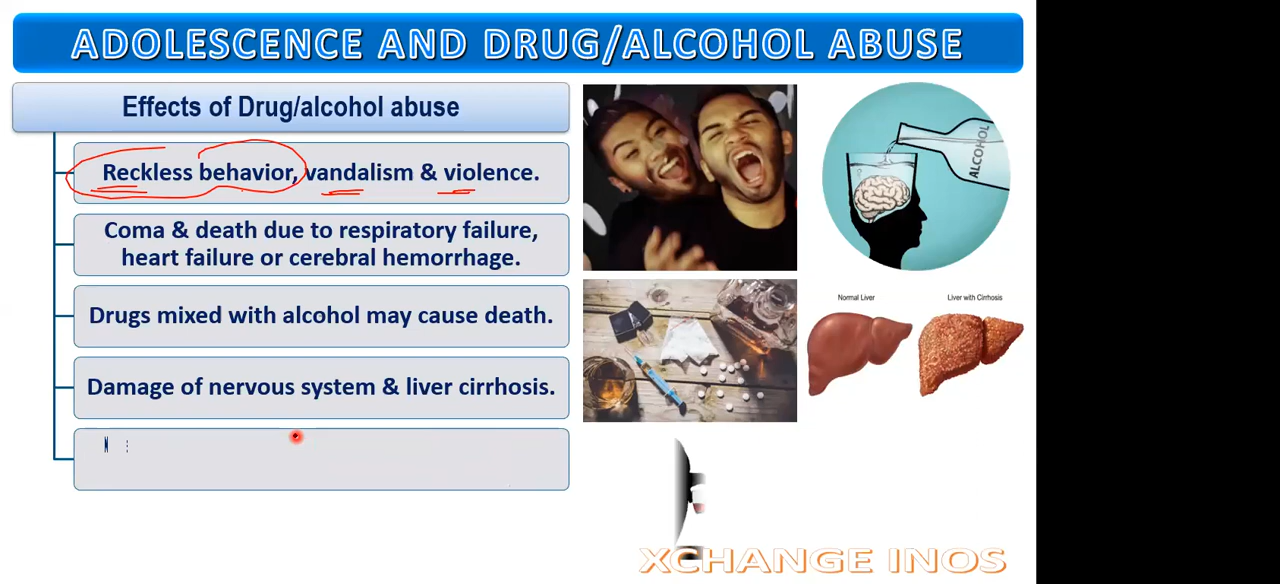 ADOLESCENCE AND DRUG/ALCOHOL ABUSE
Effects of Drug/alcohol abuse
Reckless behavior, vandalism & violence.
Coma & death due to respiratory failure,
heart failure or cerebral hemorrhage.
Drugs mixed with alcohol may cause death.
Damage of nervous system & liver cirrhosis.
ALCOHOL
Normal Liver
Liver with Cirrhosis
XCHANGE INOS